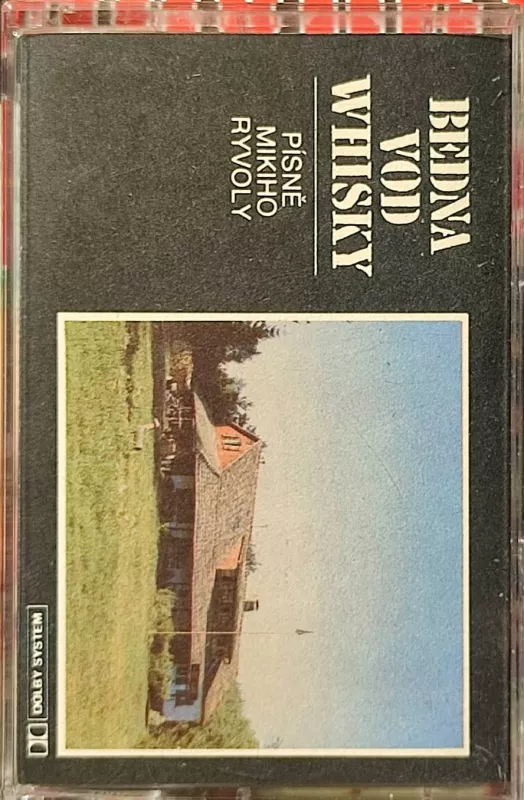 BEDNA
VOD
WHISKY
PÍSNĚ
MIKIHO
RYVOLY
DOLBY SYSTEM